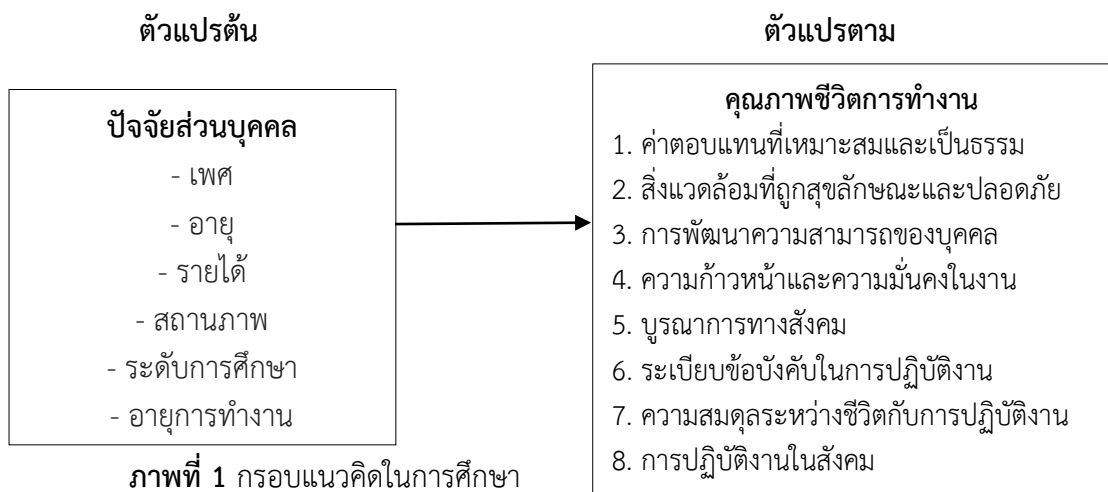 ตัวแปรต้น
ตัวแปรตาม
ปัจจัยส่วนบุคคล
- เพศ
- อายุ
- รายได้
- สถานภาพ
- ระดับการศึกษา
- อายุการทำงาน
คุณภาพชีวิตการทำงาน
1. ค่าตอบแทนที่เหมาะสมและเป็นธรรม
2. สิ่งแวดล้อมที่ถูกสุขลักษณะและปลอดภัย
3. การพัฒนาความสามารถของบุคคล
4. ความก้าวหน้าและความมั่นคงในงาน
5. บูรณาการทางสังคม
6. ระเบียบข้อบังคับในการปฏิบัติงาน
7. ความสมดุลระหว่างชีวิตกับการปฏิบัติงาน
8. การปฏิบัติงานในสังคม
ภาพที่ 1 กรอบแนวคิดในการศึกษา